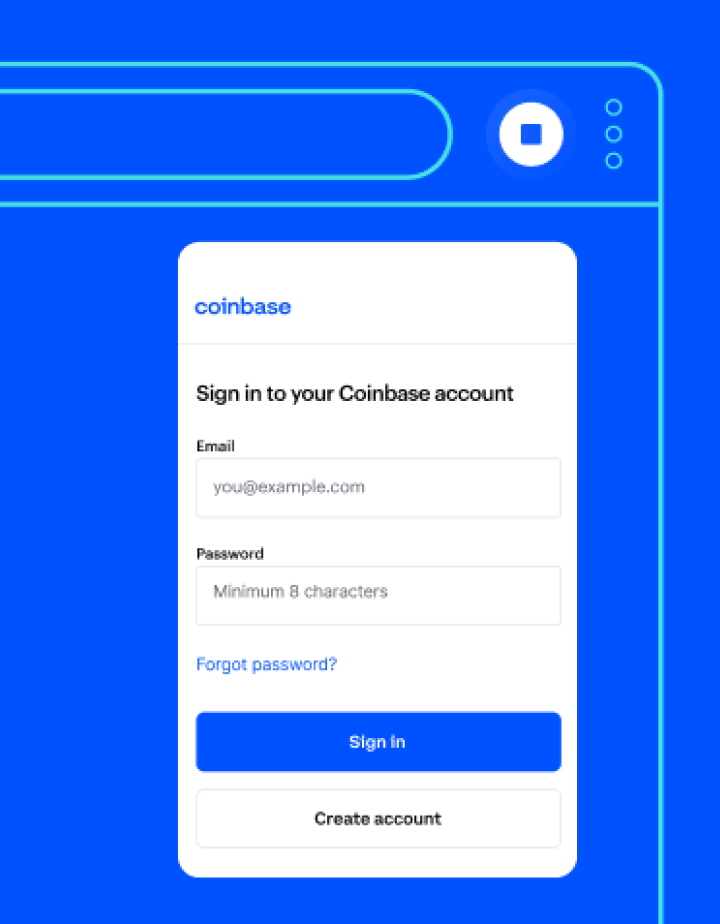 coinbase
Sign in to your Coinbase account
Email
you@example.com
Password
Minimum 8 characters
Forgot password?
Sign in
Create account